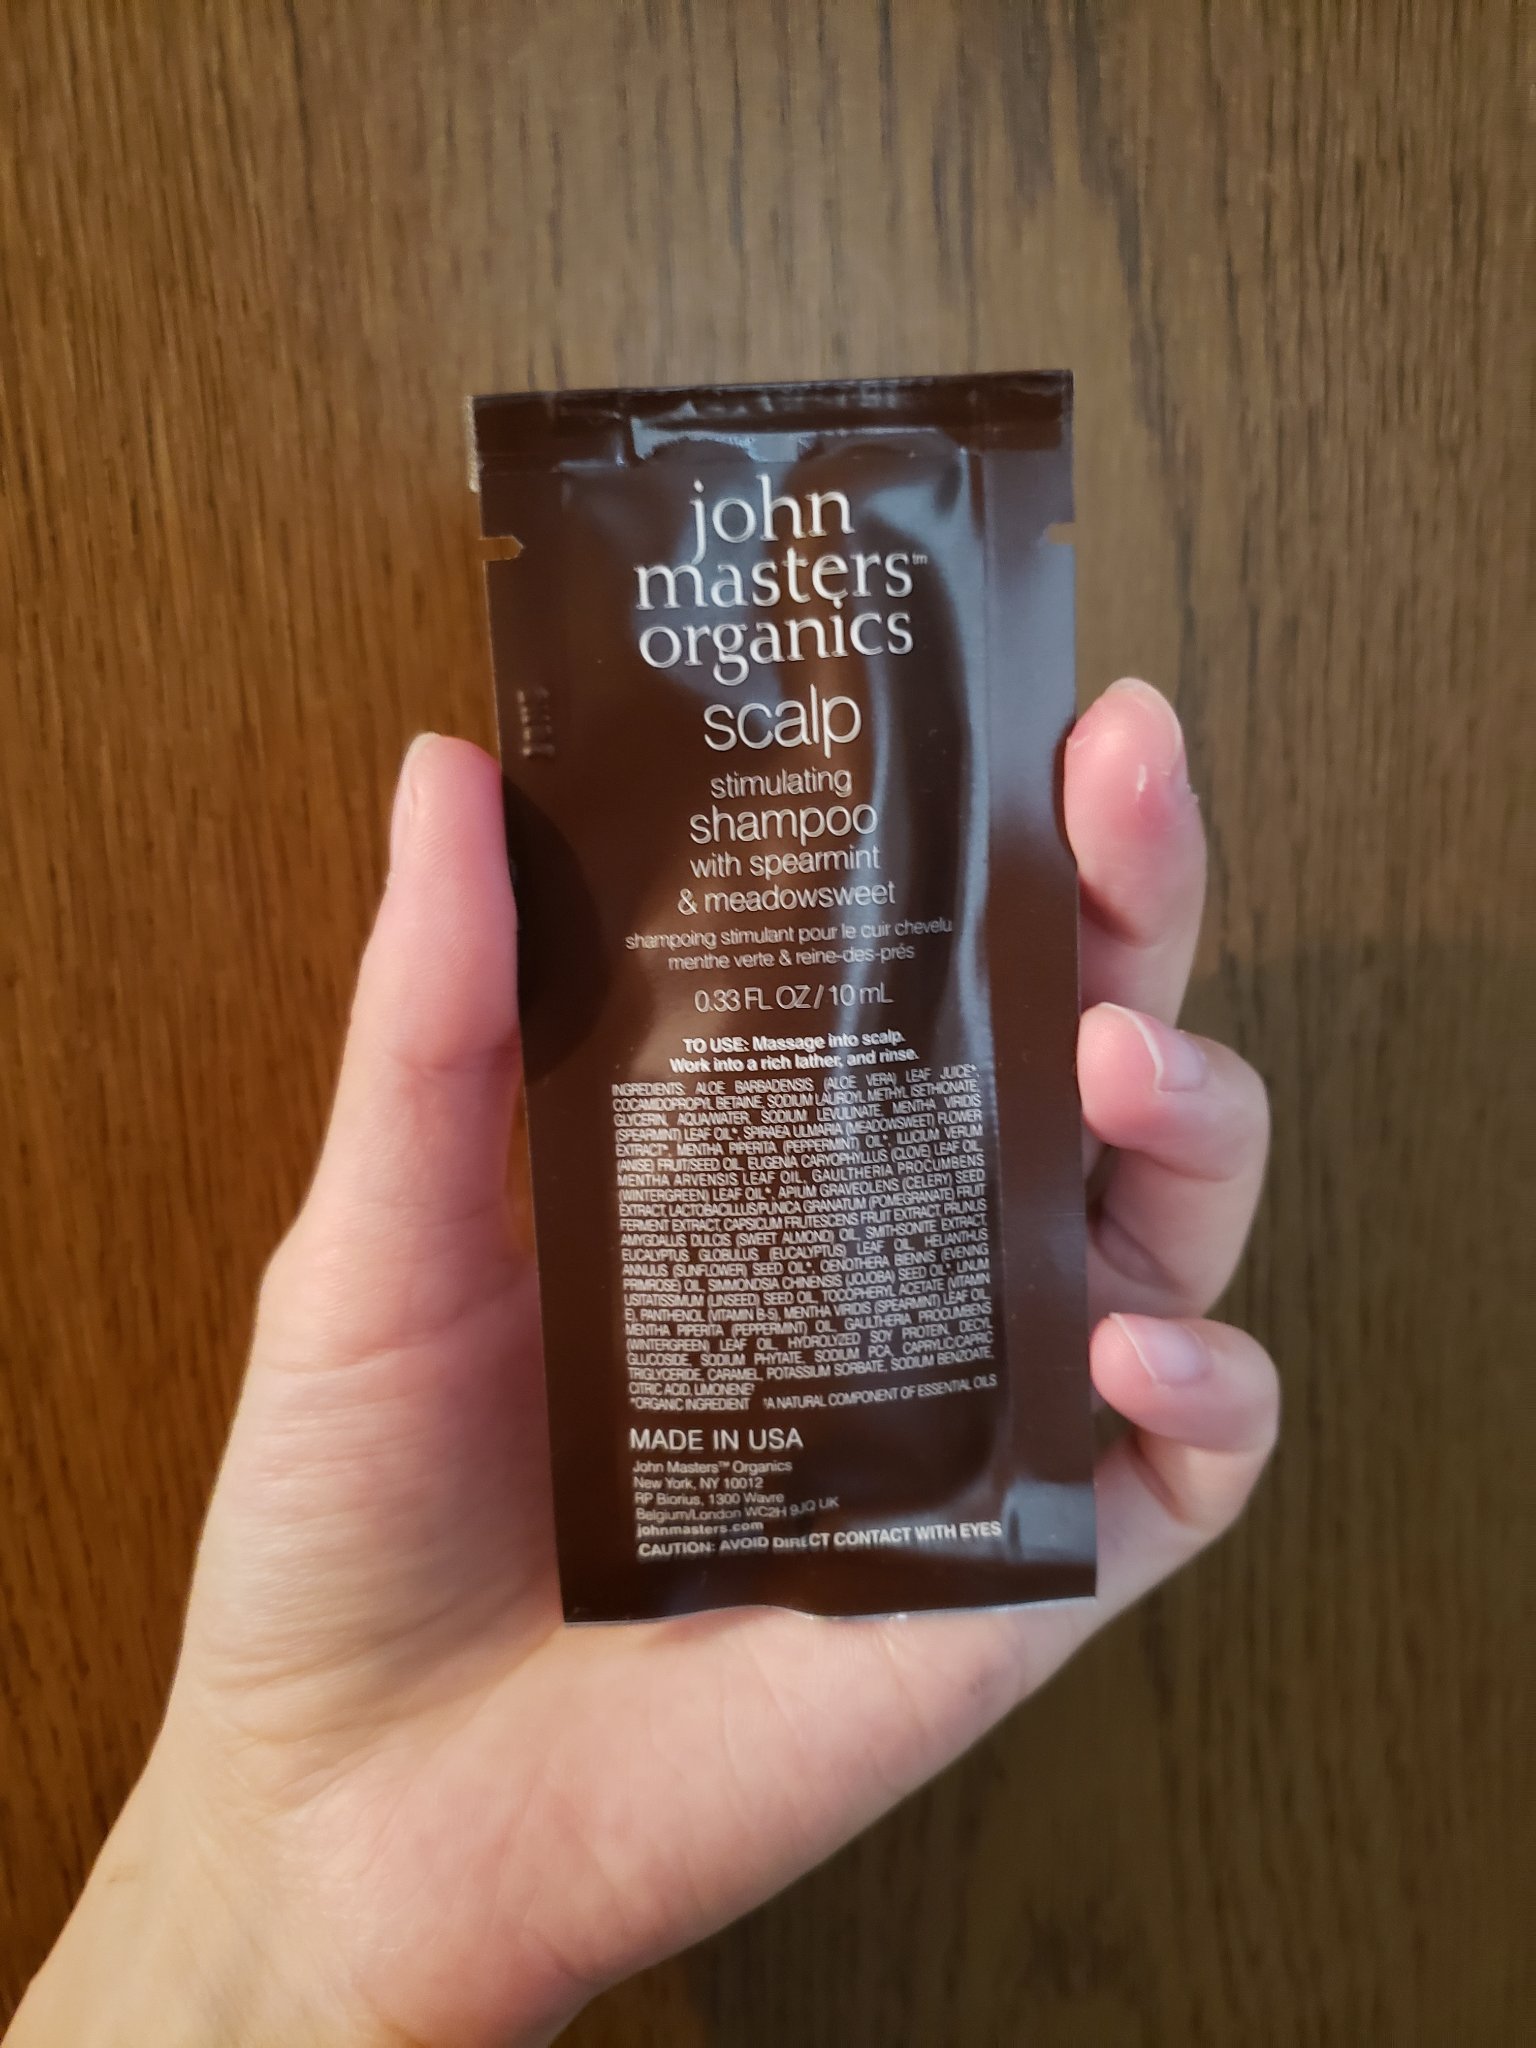 john
masters™
organics
scalp
stimulating
shampoo
with spearmint
& meadowsweet
shampoing stimulant pour le cuir chevelu
menthe verte & reine-des-prés
0.33 FL OZ / 10 mL
TO USE: Massage into scalp.
Work into a rich lather, and rinse.
INGREDIENTS: ALOE BARBADENSIS (ALOE VERA) LEAF JUICE*,
COCAMIDOPROPYL BETAINE, SODIUM LAUROYL METHYL ISETHIONATE,
GLYCERIN, AQUA/WATER, SODIUM LEVULINATE, MENTHA VIRIDIS
(SPEARMINT) LEAF OIL*, SPIRAEA ULMARIA (MEADOWSWEET) FLOWER
EXTRACT*, MENTHA PIPERITA (PEPPERMINT) OIL*, ILLICIUM VERUM
(ANISE) FRUIT/SEED OIL, EUGENIA CARYOPHYLLUS (CLOVE) LEAF OIL,
MENTHA ARVENSIS LEAF OIL, GAULTHERIA PROCUMBENS
(WINTERGREEN) LEAF OIL*, APIUM GRAVEOLENS (CELERY) SEED
EXTRACT, LACTOBACILLUS/PUNICA GRANATUM (POMEGRANATE) FRUIT
FERMENT EXTRACT, CAPSICUM FRUTESCENS FRUIT EXTRACT, PRUNUS
AMYGDALUS DULCIS (SWEET ALMOND) OIL, SMITHSONITE EXTRACT,
EUCALYPTUS GLOBULUS (EUCALYPTUS) LEAF OIL, HELIANTHUS
ANNUUS (SUNFLOWER) SEED OIL*, OENOTHERA BIENNIS (EVENING
PRIMROSE) OIL, SIMMONDSIA CHINENSIS (JOJOBA) SEED OIL*, LINUM
USITATISSIMUM (LINSEED) SEED OIL, TOCOPHERYL ACETATE (VITAMIN
E), PANTHENOL (VITAMIN B-5), MENTHA VIRIDIS (SPEARMINT) LEAF OIL,
MENTHA PIPERITA (PEPPERMINT) OIL, GAULTHERIA PROCUMBENS
(WINTERGREEN) LEAF OIL, HYDROLYZED SOY PROTEIN, DECYL
GLUCOSIDE, SODIUM PHYTATE, SODIUM PCA, CAPRYLIC/CAPRIC
TRIGLYCERIDE, CARAMEL, POTASSIUM SORBATE, SODIUM BENZOATE,
CITRIC ACID, LIMONENE†
*ORGANIC INGREDIENT †A NATURAL COMPONENT OF ESSENTIAL OILS
MADE IN USA
John Masters™ Organics
New York, NY 10012
RP Biorius, 1300 Wavre
Belgium/London WC2H 9JQ UK
johnmasters.com
CAUTION: AVOID DIRECT CONTACT WITH EYES